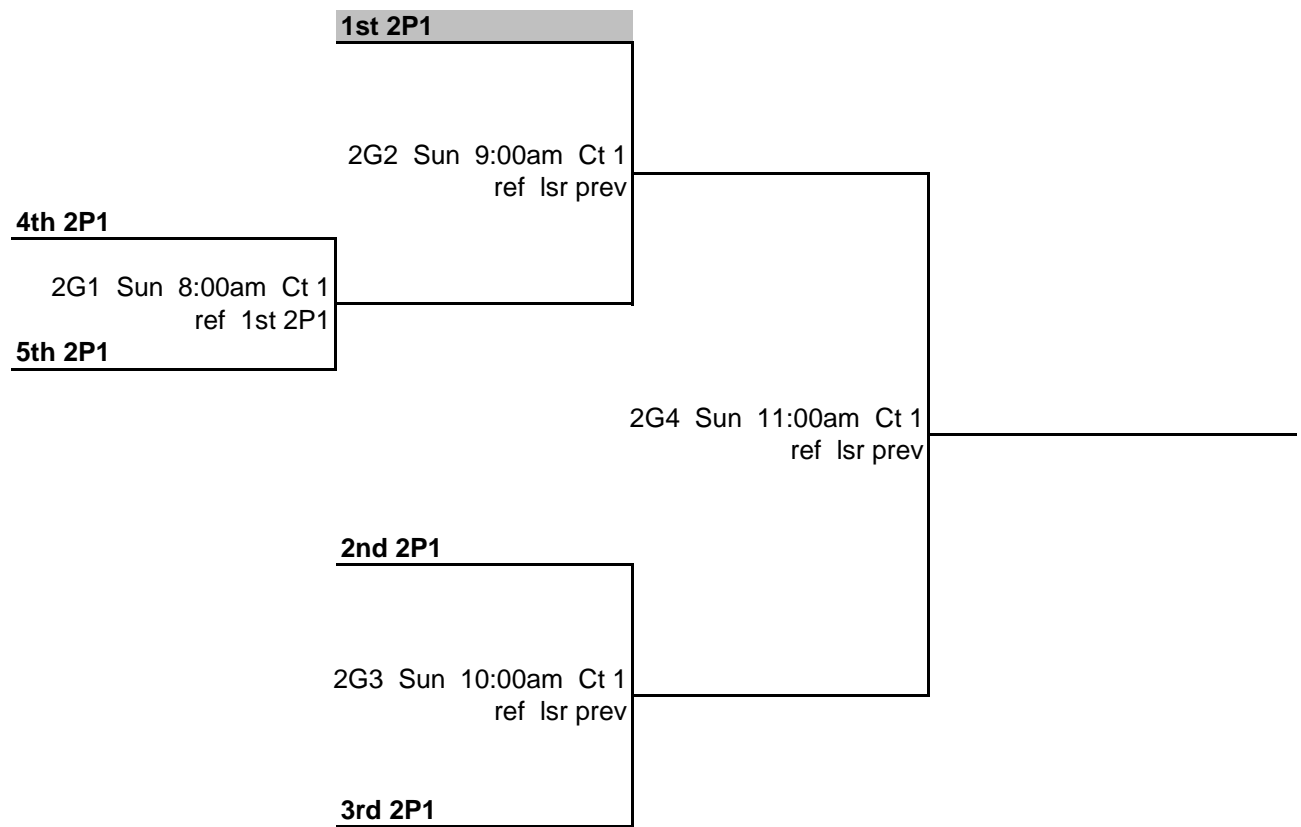 1st 2P1
2G2 Sun 9:00am Ct 1
ref lsr prev
4th 2P1
2G1 Sun 8:00am Ct 1
ref 1st 2P1
5th 2P1
2G4 Sun 11:00am Ct 1
ref lsr prev
2nd 2P1
2G3 Sun 10:00am Ct 1
ref lsr prev
3rd 2P1